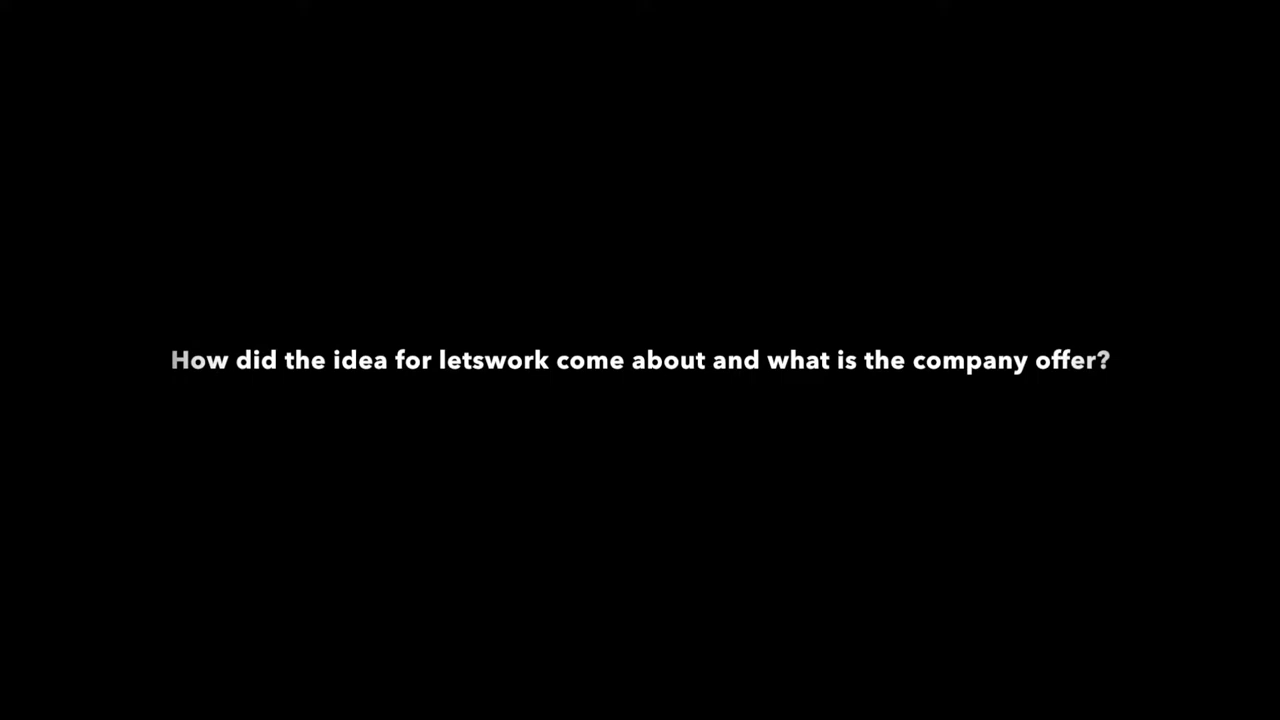 How did the idea for letswork come about and what is the company offer?